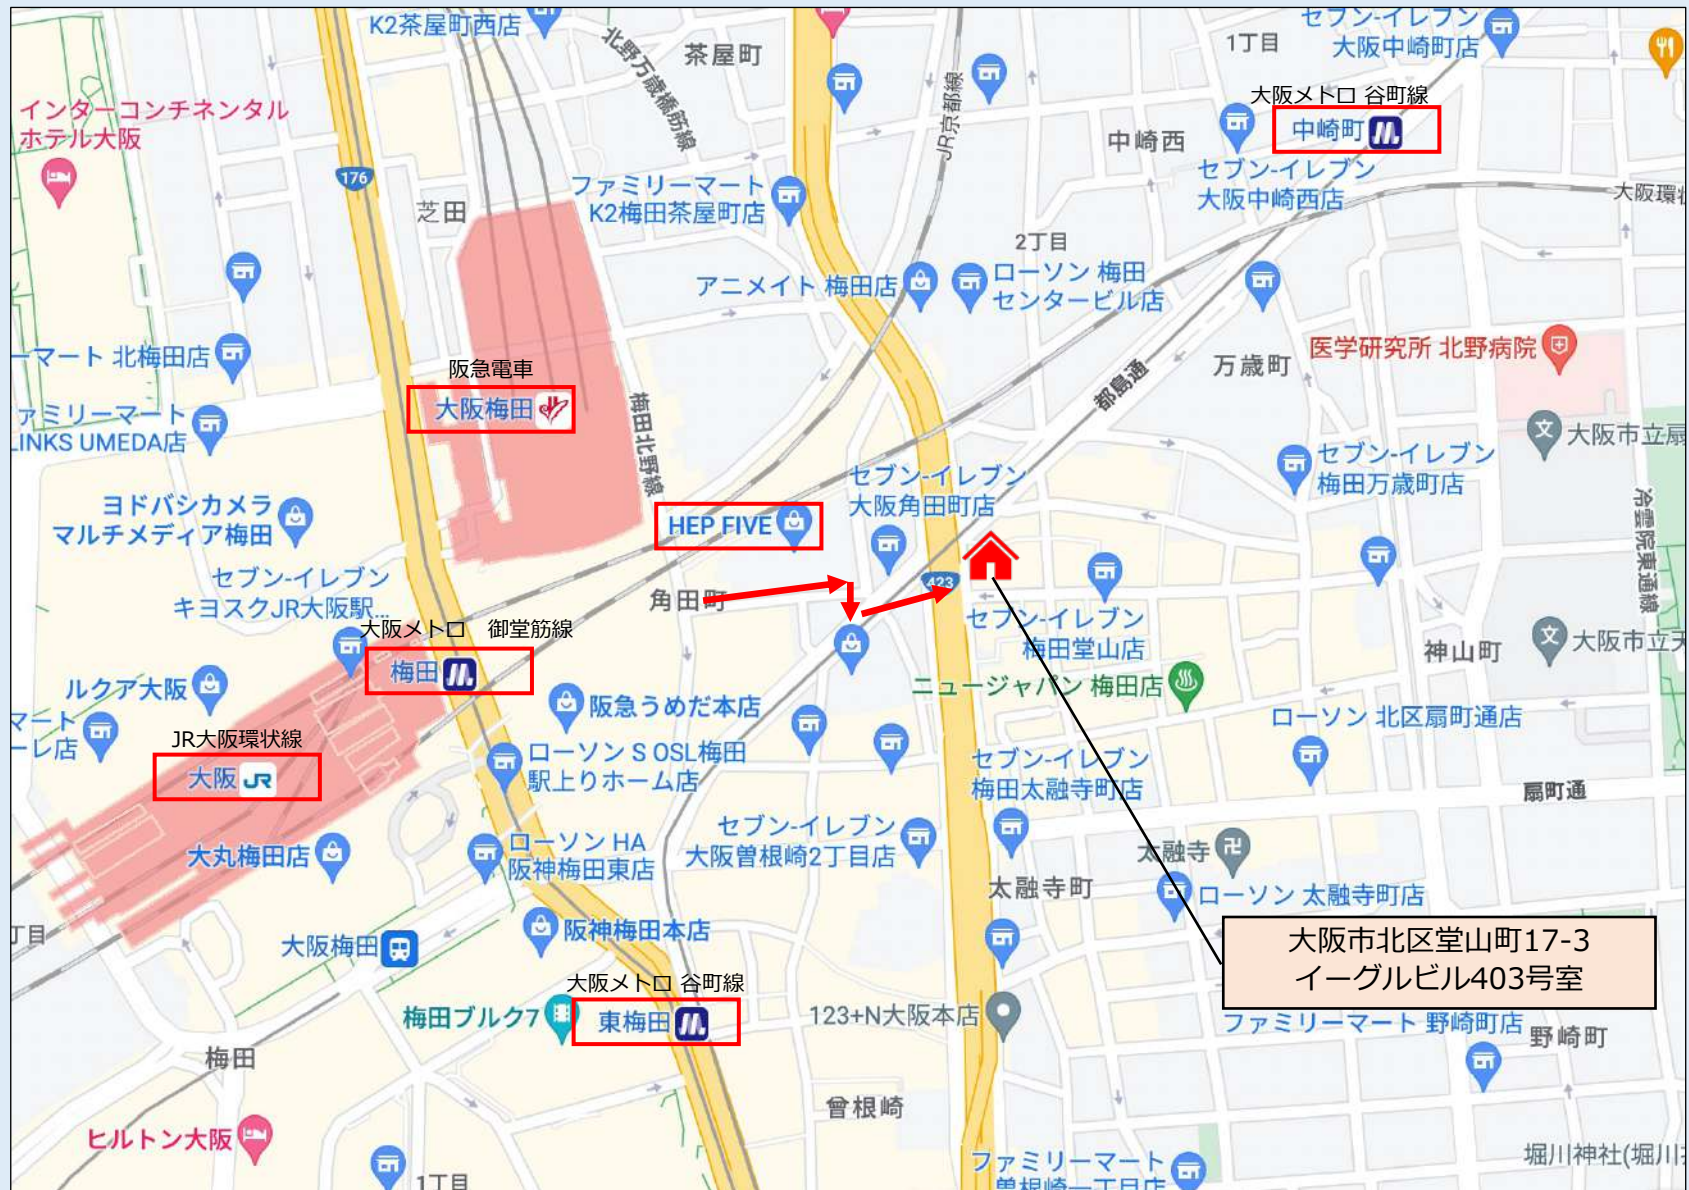 K2茶屋町西店
茶屋町
北野万歳橋筋線
JR京都線
1丁目
セブン-イレブン
大阪中崎町店
インターコンチネンタル
ホテル大阪
大阪メトロ 谷町線
中崎町
中崎西
176
芝田
ファミリーマート
K2梅田茶屋町店
セブン-イレブン
大阪中崎西店
大阪環状
2丁目
アニメイト 梅田店
ローソン 梅田
センタービル店
ーマート 北梅田店
阪急電車
大阪梅田
都島通
万歳町
医学研究所 北野病院
ァミリーマート
LINKS UMEDA店
梅田北野線
大阪市立扇
セブン-イレブン
梅田万歳町店
セブン-イレブン
大阪角田町店
冷雲院東通線
ヨドバシカメラ
マルチメディア梅田
HEP FIVE
セブン-イレブン
キヨスクJR大阪駅...
角田町
423
セブン-イレブン
梅田堂山店
大阪メトロ 御堂筋線
梅田
神山町
大阪市立天
ルクア大阪
ニュージャパン 梅田店
阪急うめだ本店
ローソン 北区扇町通店
マート
ーレ店
JR大阪環状線
大阪 JR
ローソン S OSL梅田
駅上りホーム店
セブン-イレブン
梅田太融寺町店
扇町通
大丸梅田店
ローソン HA
阪神梅田東店
セブン-イレブン
大阪曽根崎2丁目店
太融寺
太融寺町
ローソン 太融寺町店
丁目
大阪梅田
阪神梅田本店
大阪市北区堂山町17-3
イーグルビル403号室
大阪メトロ 谷町線
梅田ブルク7
東梅田
123+N大阪本店
ファミリーマート 野崎町店
野崎町
梅田
曾根崎
ヒルトン大阪
1丁目
ファミリーマート
曽根崎一丁目店
堀川神社(堀川